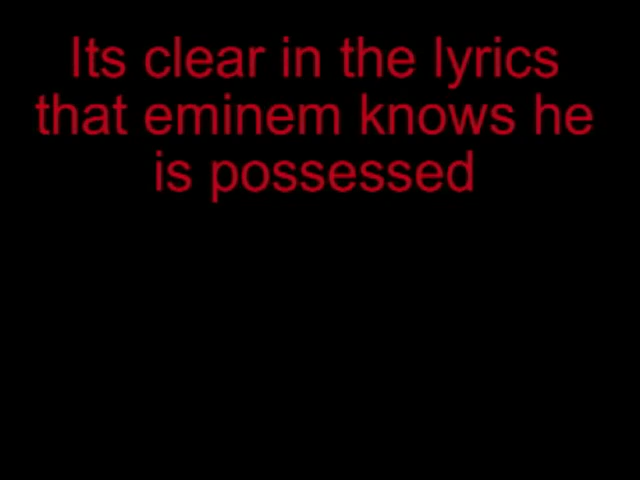 Its clear in the lyrics
that eminem knows he
is possessed